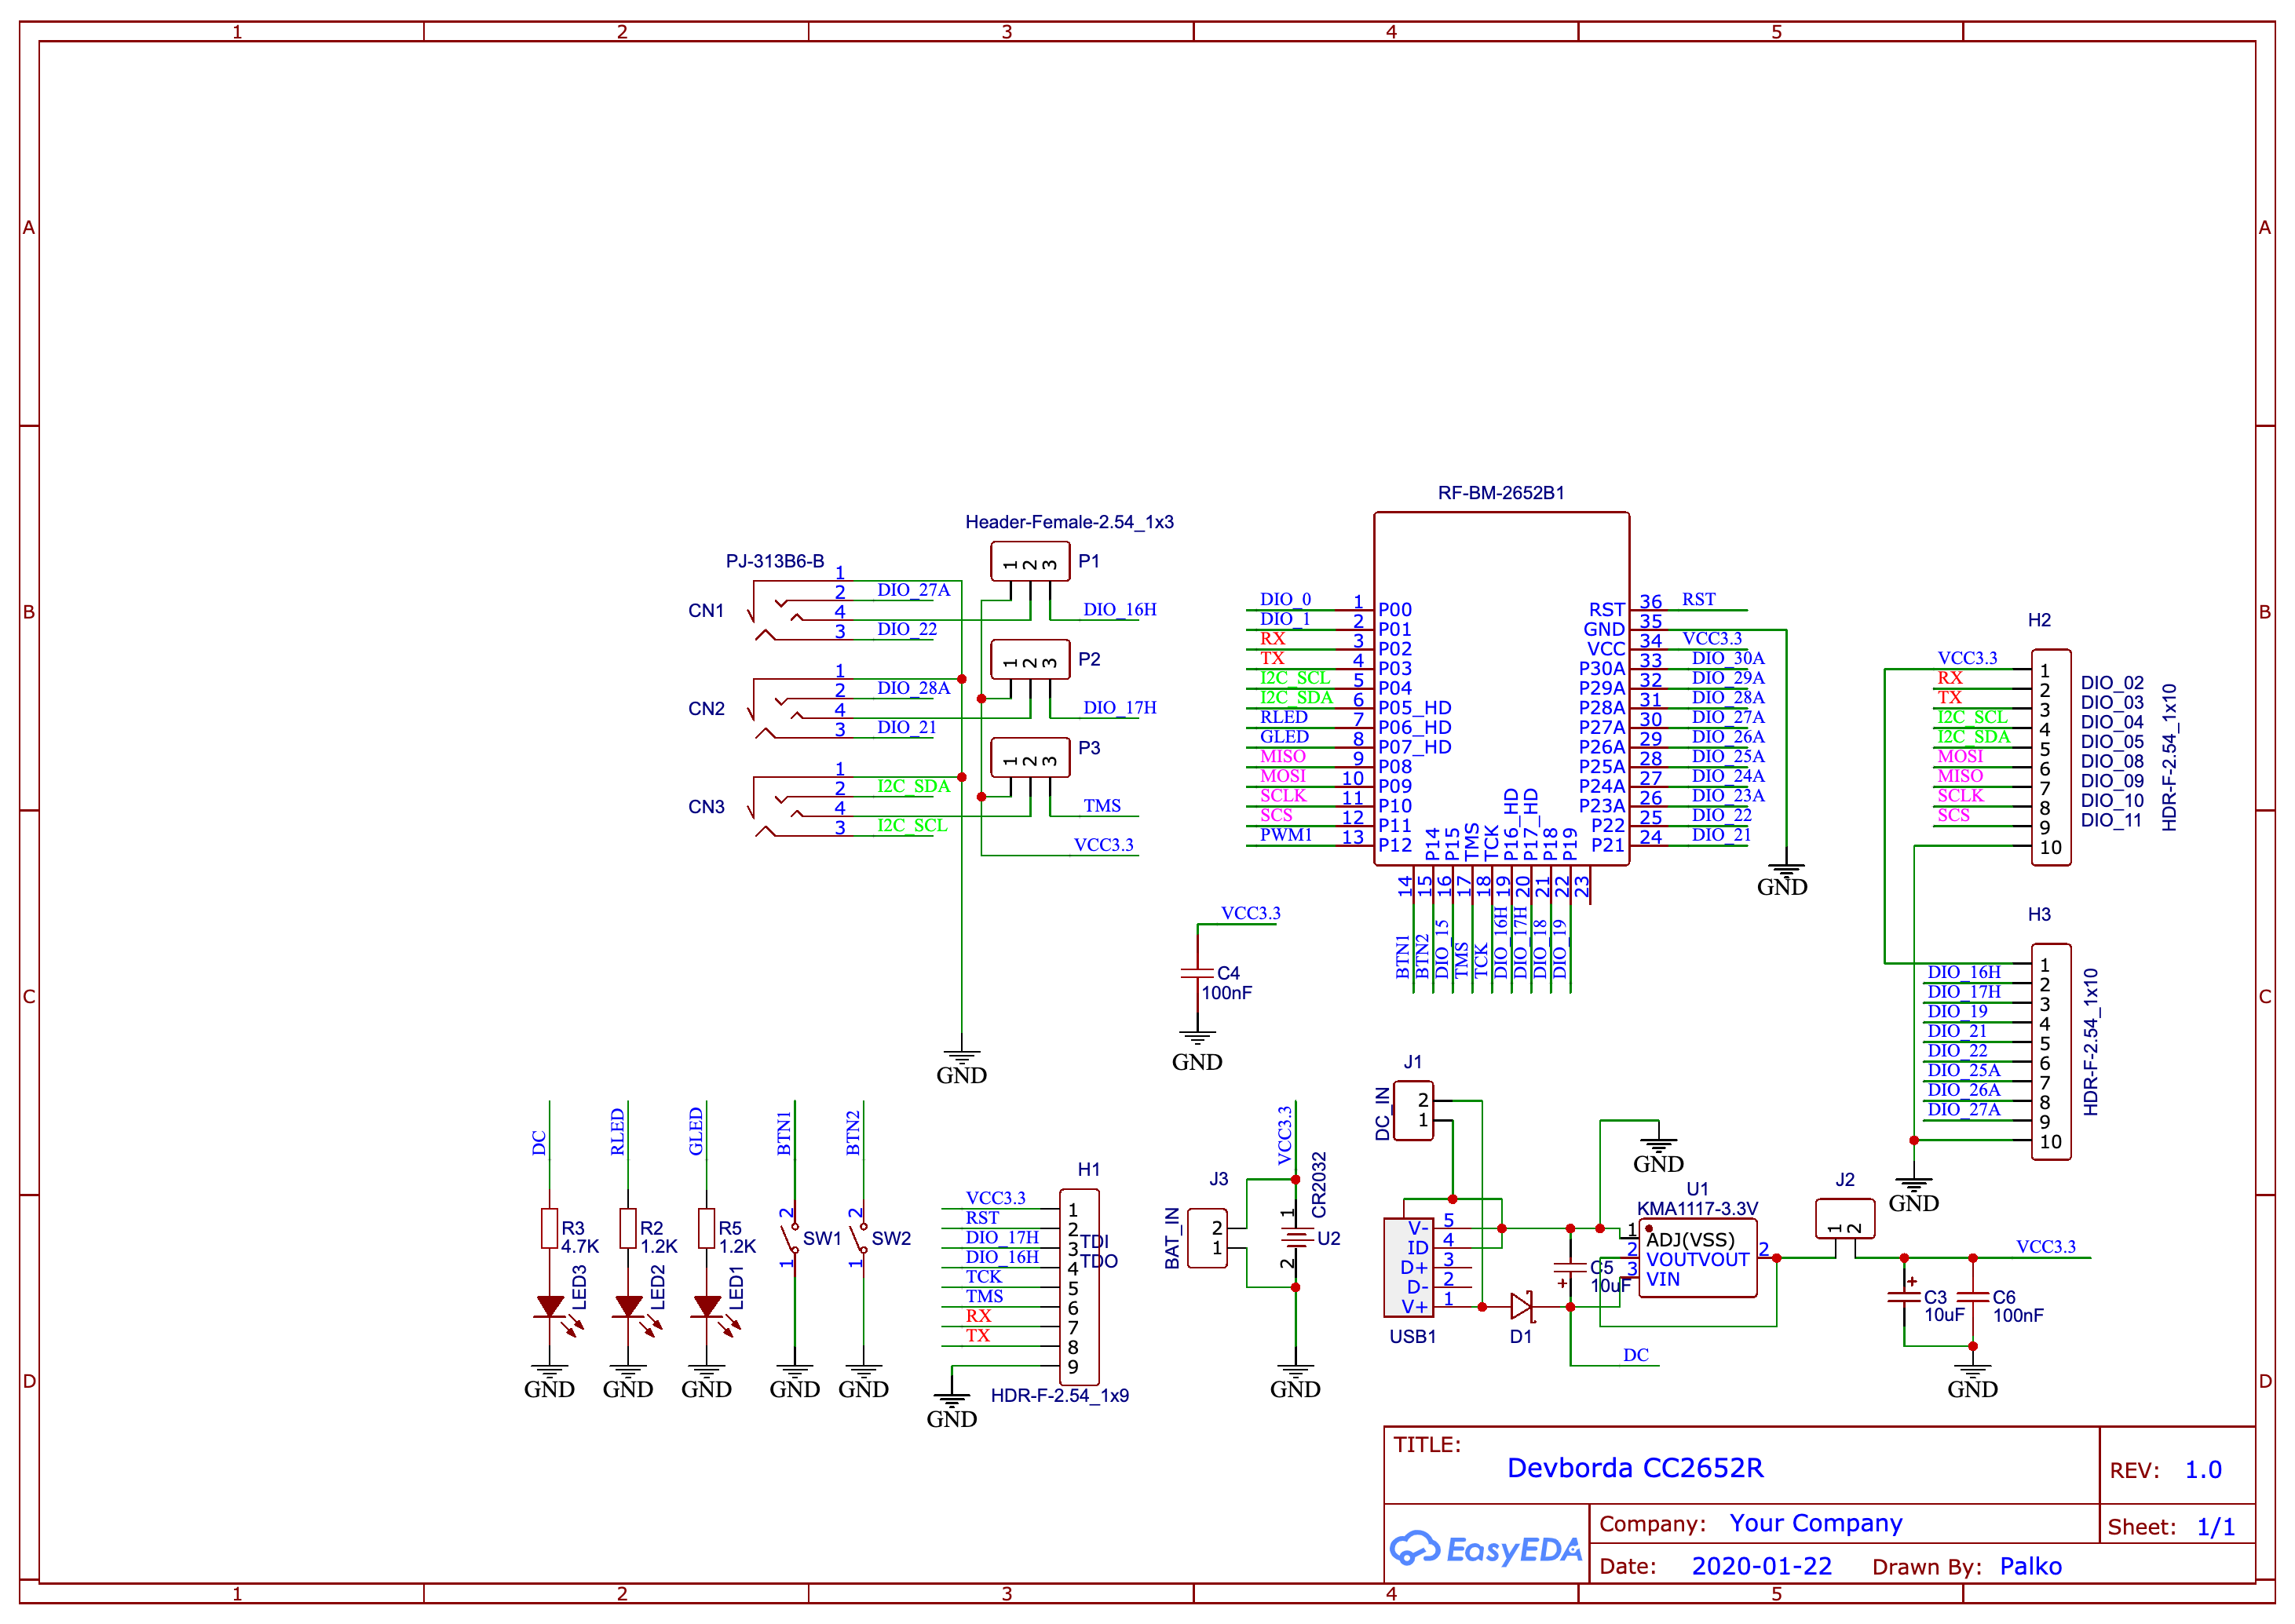 1 2 3 4 5
A A
B B
C C
D D
RF-BM-2652B1
DIO_0 1 P00
DIO_1 2 P01
RX 3 P02
TX 4 P03
I2C_SCL 5 P04
I2C_SDA 6 P05_HD
RLED 7 P06_HD
GLED 8 P07_HD
MISO 9 P08
MOSI 10 P09
SCLK 11 P10
SCS 12 P11
PWM1 13 P12
RST 36 RST
GND 35
VCC 34 VCC3.3
P30A 33 DIO_30A
P29A 32 DIO_29A
P28A 31 DIO_28A
P27A 30 DIO_27A
P26A 29 DIO_26A
P25A 28 DIO_25A
P24A 27 DIO_24A
P23A 26 DIO_23A
P22 25 DIO_22
P21 24 DIO_21
GND
P14 P15 TMS TCK P16_HD P17_HD P18 P19
14 15 16 17 18 19 20 21 22 23
BTN1 BTN2 DIO_15 TMS TCK DIO_16H DIO_17H DIO_18 DIO_19
Header-Female-2.54_1x3
PJ-313B6-B
CN1
1
2 DIO_27A
4
3 DIO_22
1 2 3 P1
DIO_16H
CN2
1
2 DIO_28A
4
3 DIO_21
1 2 3 P2
DIO_17H
CN3
1
2 I2C_SDA
4
3 I2C_SCL
1 2 3 P3
TMS
VCC3.3
GND
VCC3.3
C4
100nF
GND
H2
VCC3.3 1
RX 2 DIO_02
TX 3 DIO_03
I2C_SCL 4 DIO_04
I2C_SDA 5 DIO_05
MOSI 6 DIO_08
MISO 7 DIO_09
SCLK 8 DIO_10
SCS 9 DIO_11
10
HDR-F-2.54_1x10
H3
1
DIO_16H 2
DIO_17H 3
DIO_19 4
DIO_21 5
DIO_22 6
DIO_25A 7
DIO_26A 8
DIO_27A 9
10
HDR-F-2.54_1x10
GND
DC
R3
4.7K
LED3
GND
RLED
R2
1.2K
LED2
GND
GLED
R5
1.2K
LED1
GND
BTN1
2
SW1
1
GND
BTN2
2
SW2
1
GND
H1
VCC3.3 1
RST 2
DIO_17H 3 TDI
DIO_16H 4 TDO
TCK 5
TMS 6
RX 7
TX 8
9
GND
HDR-F-2.54_1x9
J3
BAT_IN
2
1
VCC3.3
CR2032
1
U2
2
GND
J1
DC_IN
2
1
V- 5
ID 4
D+ 3
D- 2
V+ 1
USB1
D1
DC
C5
10uF
+
GND
U1
KMA1117-3.3V
1 ADJ(VSS)
2 VOUTVOUT 2
3 VIN
J2
1 2
VCC3.3
+
C3
10uF
C6
100nF
GND
TITLE:
Devborda CC2652R
REV: 1.0
EasyEDA
Company: Your Company
Sheet: 1/1
Date: 2020-01-22 Drawn By: Palko
1 2 3 4 5